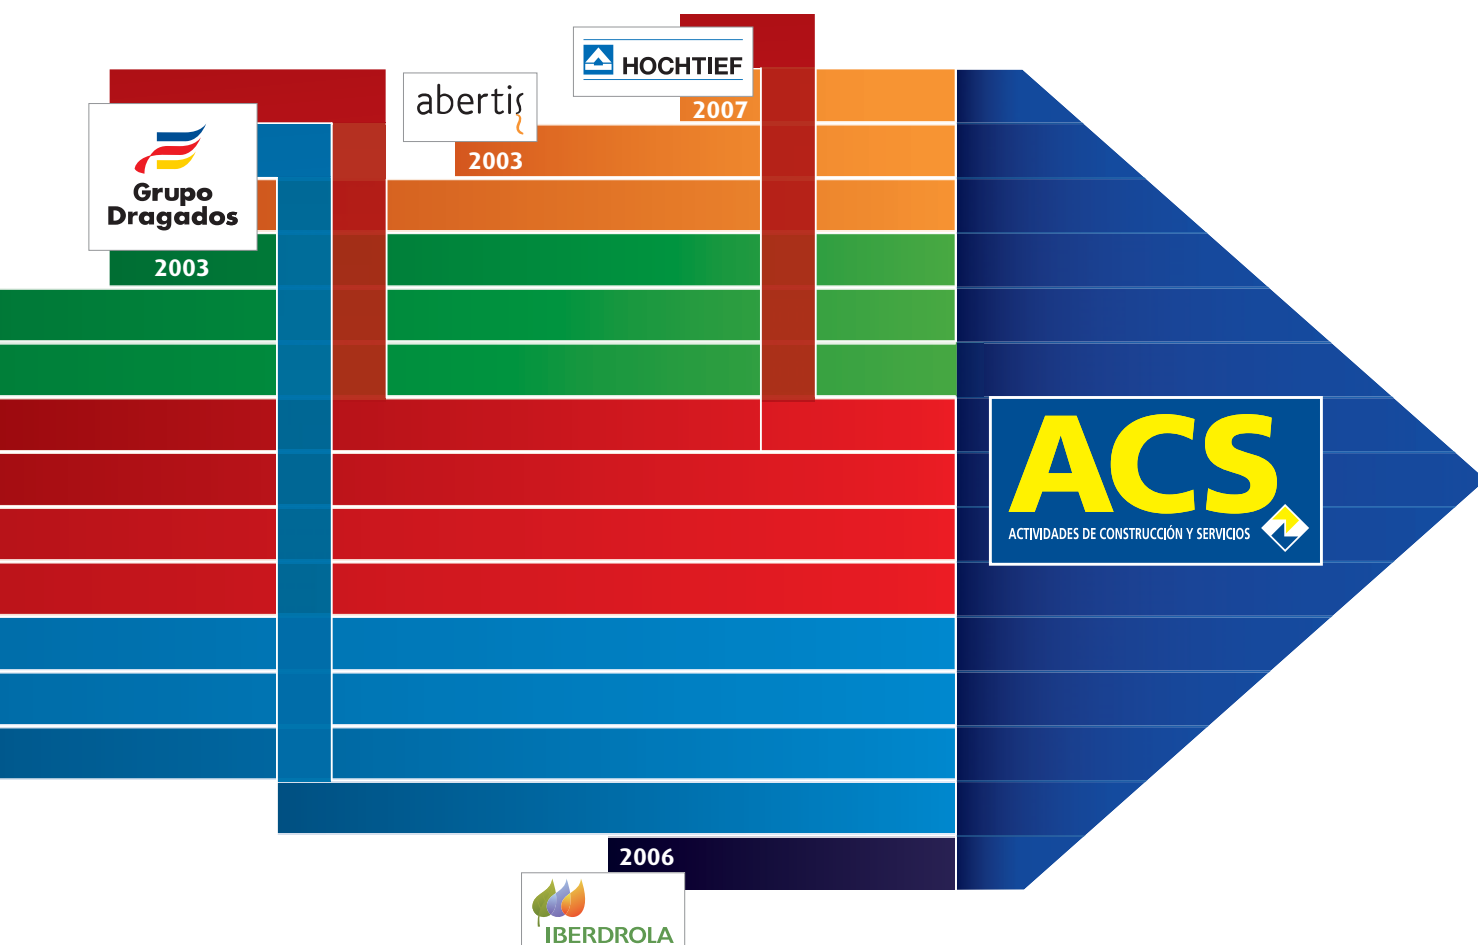 HOCHTIEF
2007
abertis
2003
Grupo
Dragados
2003
ACS
ACTIVIDADES DE CONSTRUCCIÓN Y SERVICIOS
2006
IBERDROLA